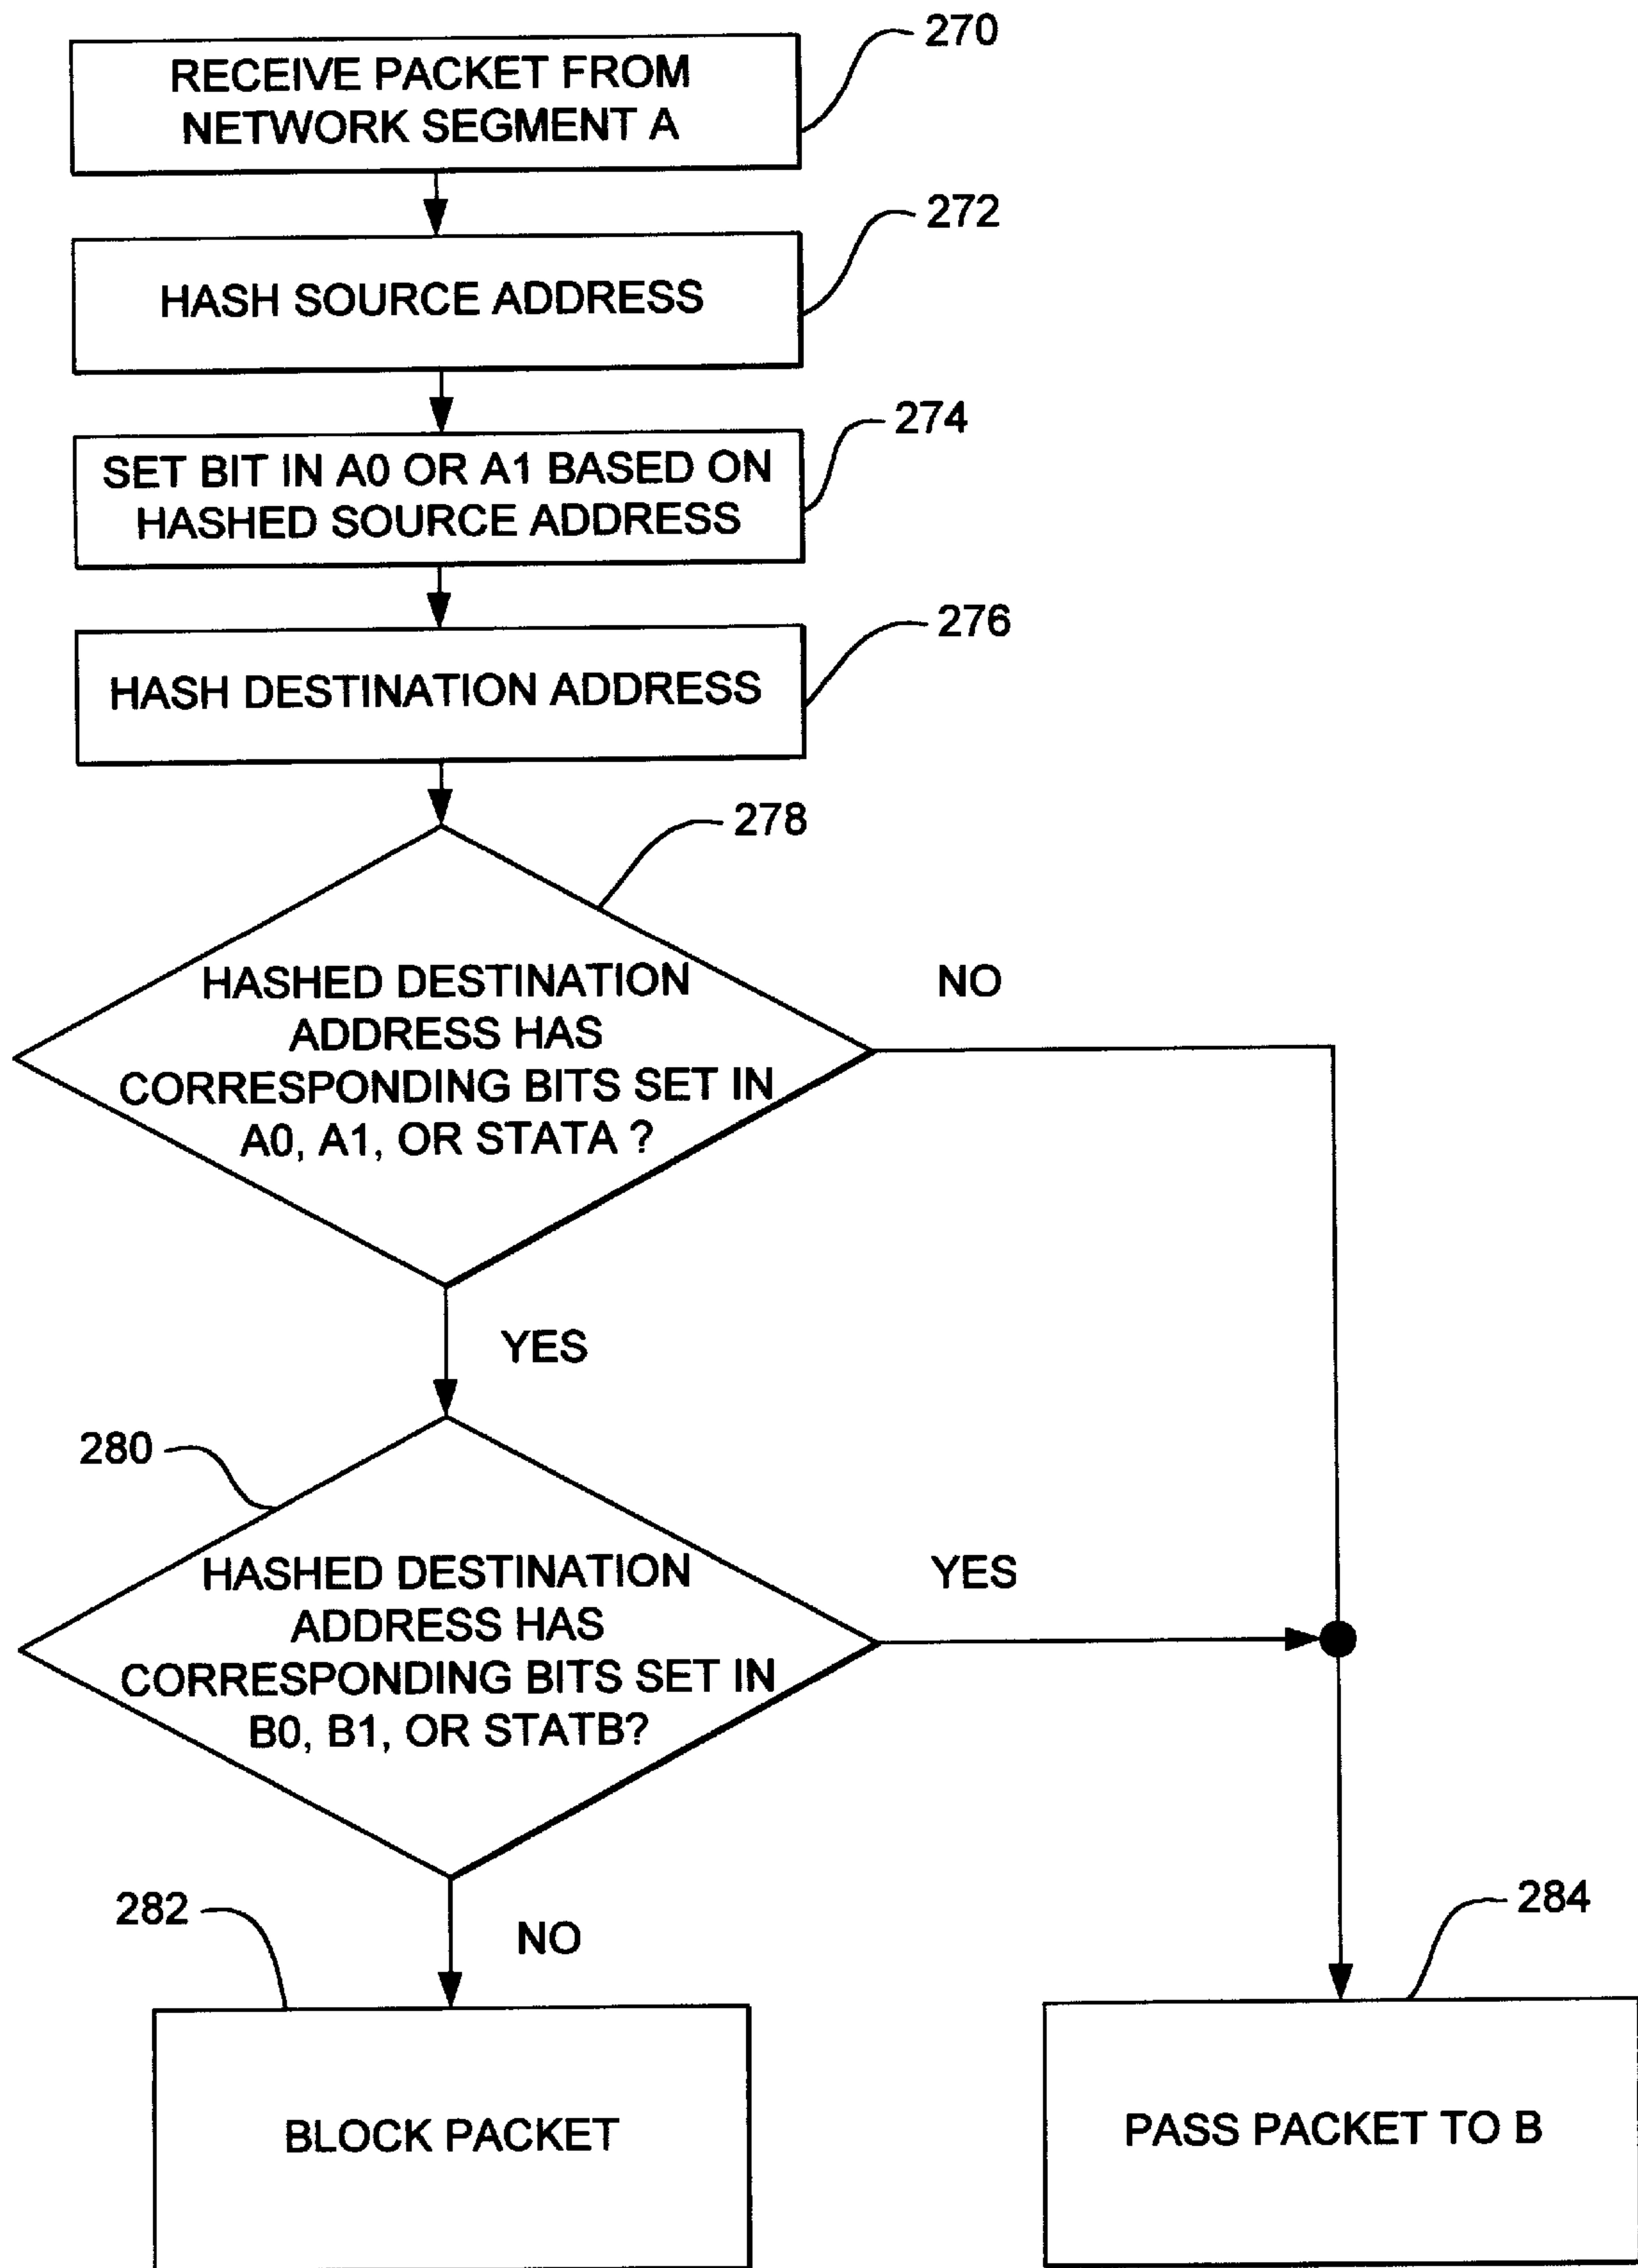 270
RECEIVE PACKET FROM
NETWORK SEGMENT A
272
HASH SOURCE ADDRESS
274
SET BIT IN A0 OR A1 BASED ON
HASHED SOURCE ADDRESS
276
HASH DESTINATION ADDRESS
278
HASHED DESTINATION
ADDRESS HAS
CORRESPONDING BITS SET IN
A0, A1, OR STATA ?
NO
YES
280
HASHED DESTINATION
ADDRESS HAS
CORRESPONDING BITS SET IN
B0, B1, OR STATB?
YES
282
NO
284
BLOCK PACKET
PASS PACKET TO B